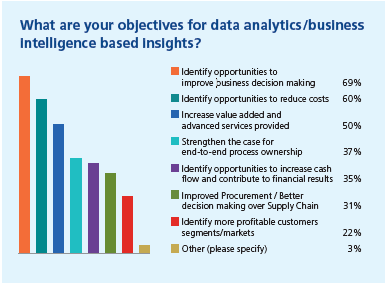 What are your objectives for data analytics/business
intelligence based insights?
Identify opportunities to
improve business decision making 69%
Identify opportunities to reduce costs 60%
Increase value added and
advanced services provided 50%
Strengthen the case for
end-to-end process ownership 37%
Identify opportunities to increase cash
flow and contribute to financial results 35%
Improved Procurement / Better
decision making over Supply Chain 31%
Identify more profitable customers
segments/markets 22%
Other (please specify) 3%